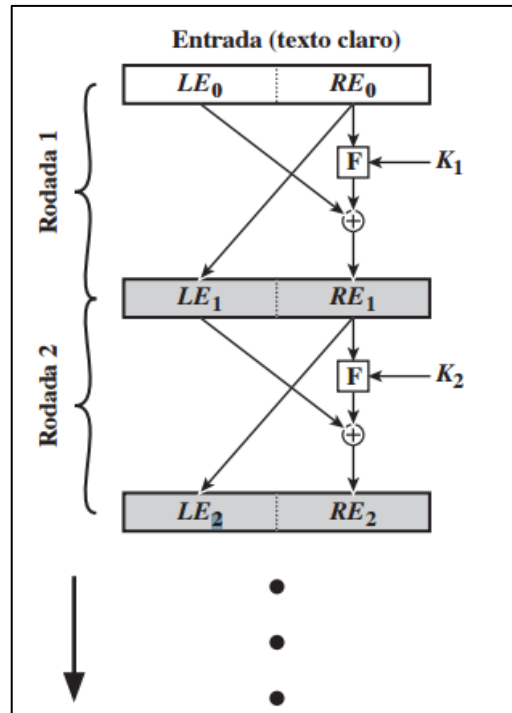 Entrada (texto claro)
LE0 RE0
Rodada 1
F
K1
+
LE1 RE1
Rodada 2
F
K2
+
LE2 RE2